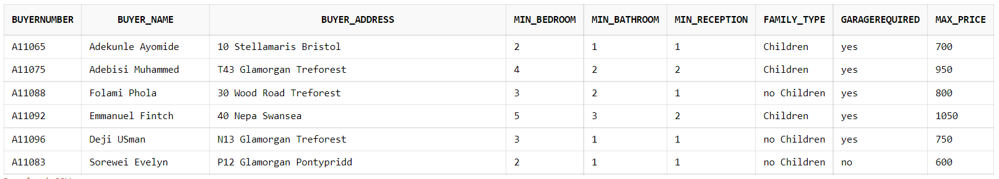 BUYERNUMBER BUYER_NAME BUYER_ADDRESS MIN_BEDROOM MIN_BATHROOM MIN_RECEPTION FAMILY_TYPE GARAGEREQUIRED MAX_PRICE
A11065 Adekunle Ayomide 10 Stellamaris Bristol 2 1 1 Children yes 700
A11075 Adebisi Muhammed T43 Glamorgan Treforest 4 2 2 Children yes 950
A11088 Folami Phola 30 Wood Road Treforest 3 2 1 no Children yes 800
A11092 Emmanuel Fintch 40 Nepa Swansea 5 3 2 Children yes 1050
A11096 Deji USman N13 Glamorgan Treforest 3 1 1 no Children yes 750
A11083 Sorewei Evelyn P12 Glamorgan Pontypridd 2 1 1 no Children no 600